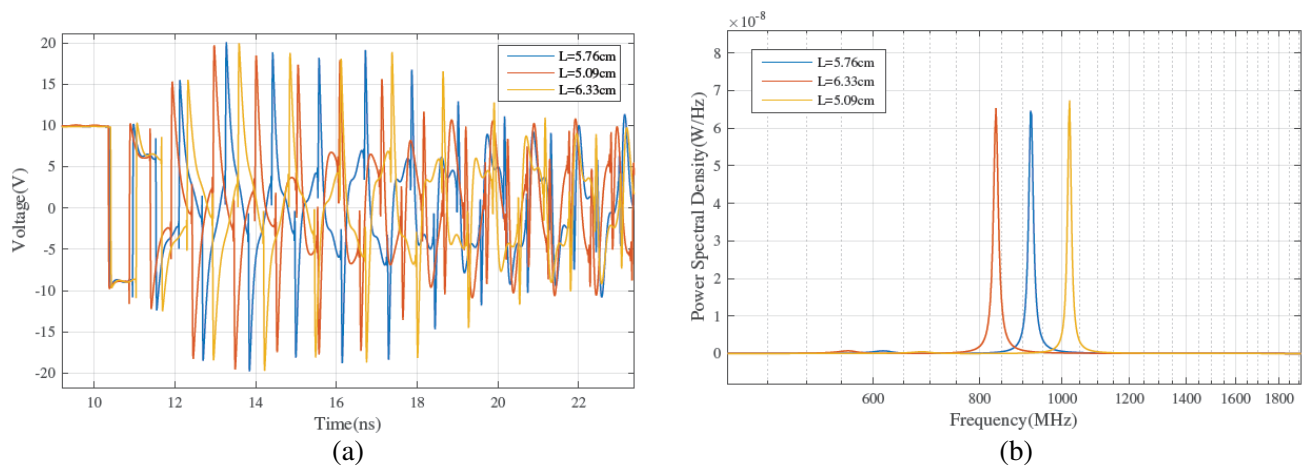 20
15
10
5
0
-5
-10
-15
-20
Voltage(V)
L=5.76cm
L=5.09cm
L=6.33cm
10 12 14 16 18 20 22
Time(ns)
(a)
×10⁻⁸
8
7
6
5
4
3
2
1
0
Power Spectral Density(W/Hz)
L=5.76cm
L=6.33cm
L=5.09cm
600 800 1000 1200 1400 1600 1800
Frequency(MHz)
(b)